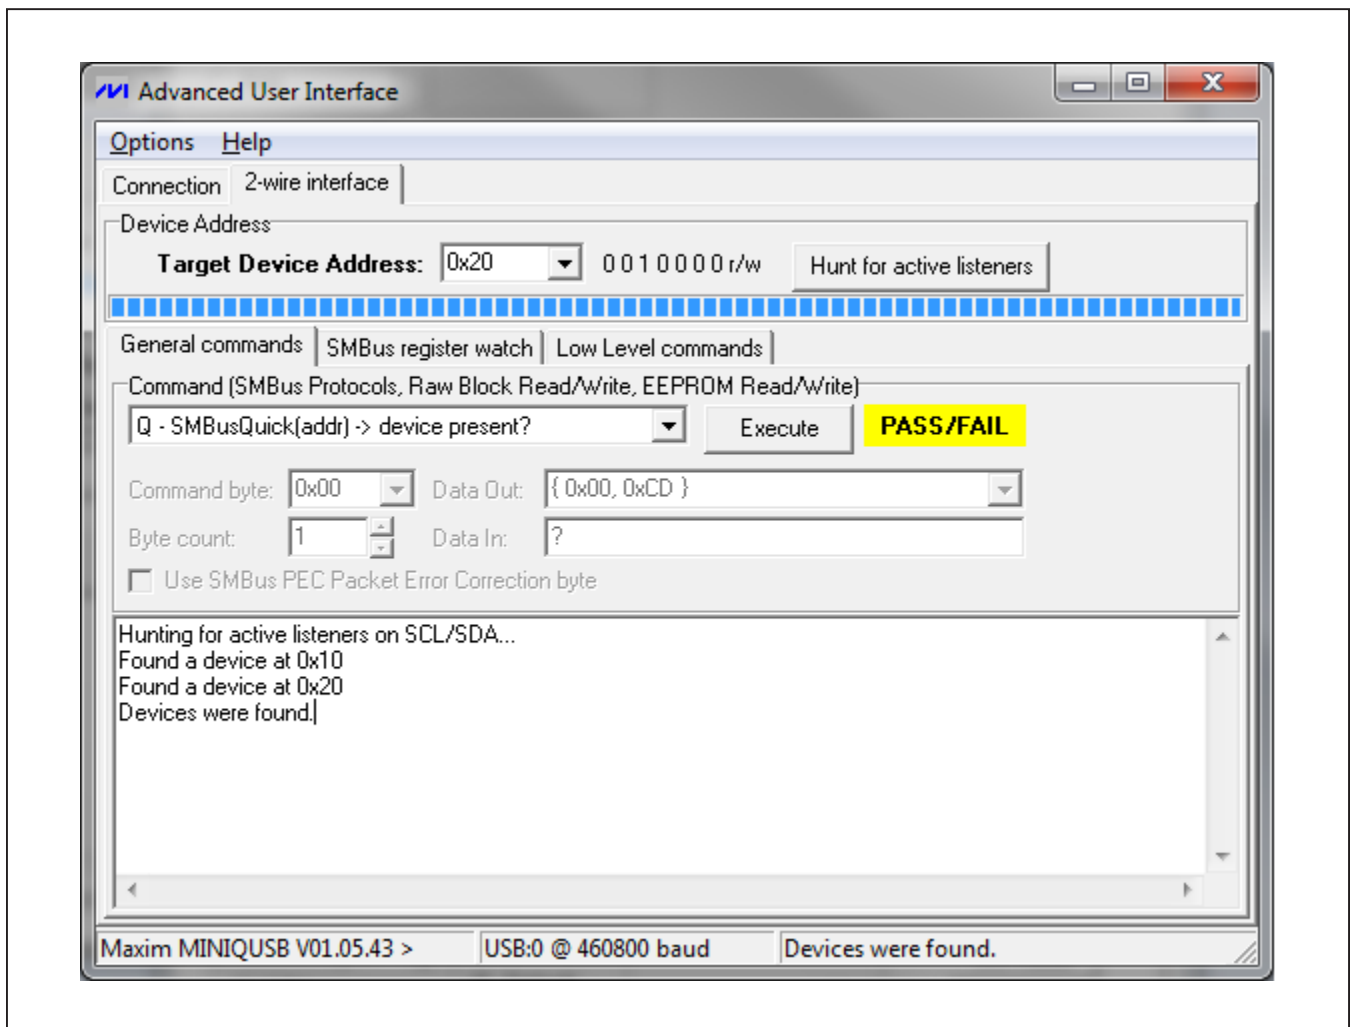 Advanced User Interface
Options Help
Connection 2-wire interface
Device Address
Target Device Address: 0x20 0 0 1 0 0 0 0 r/w Hunt for active listeners
General commands SMBus register watch Low Level commands
Command (SMBus Protocols, Raw Block Read/Write, EEPROM Read/Write)
Q - SMBusQuick(addr) -> device present? Execute PASS/FAIL
Command byte: 0x00 Data Out: { 0x00, 0xCD }
Byte count: 1 Data In: ?
Use SMBus PEC Packet Error Correction byte
Hunting for active listeners on SCL/SDA...
Found a device at 0x10
Found a device at 0x20
Devices were found.
Maxim MINIQUSB V01.05.43 > USB:0 @ 460800 baud Devices were found.